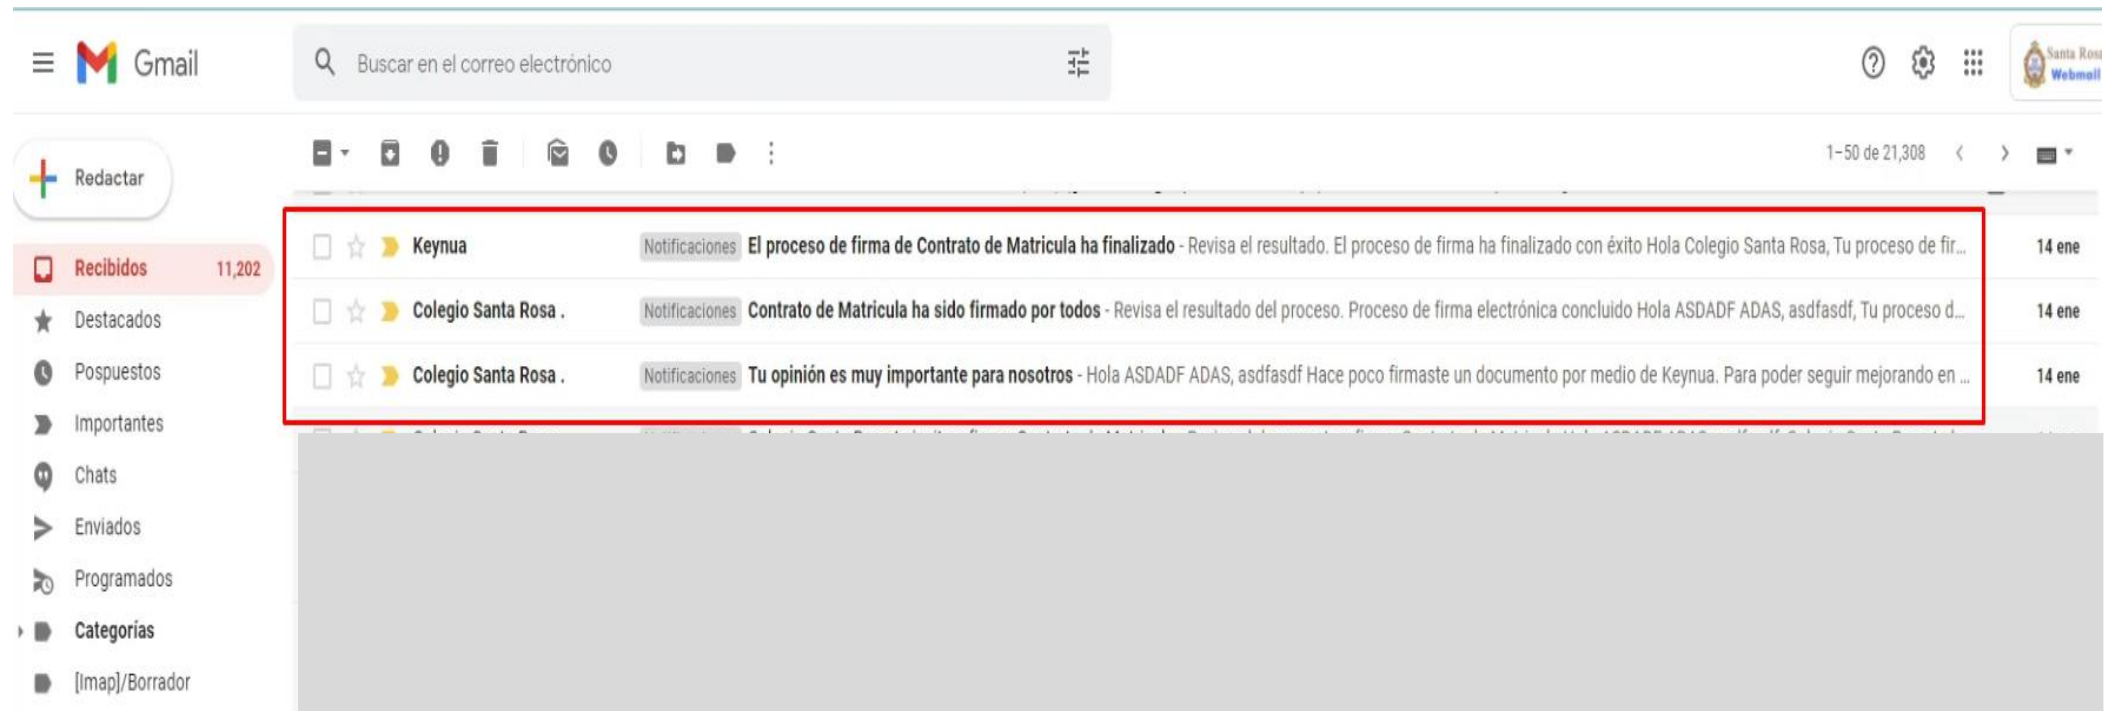 Gmail
Buscar en el correo electrónico
Santa Rosa
Webmail
Redactar
1-50 de 21,308
Recibidos 11,202
Destacados
Pospuestos
Importantes
Chats
Enviados
Programados
Categorías
[Imap]/Borrador
Keynua Notificaciones El proceso de firma de Contrato de Matricula ha finalizado - Revisa el resultado. El proceso de firma ha finalizado con éxito Hola Colegio Santa Rosa, Tu proceso de fir... 14 ene
Colegio Santa Rosa . Notificaciones Contrato de Matricula ha sido firmado por todos - Revisa el resultado del proceso. Proceso de firma electrónica concluido Hola ASDADF ADAS, asdfasdf, Tu proceso d... 14 ene
Colegio Santa Rosa . Notificaciones Tu opinión es muy importante para nosotros - Hola ASDADF ADAS, asdfasdf Hace poco firmaste un documento por medio de Keynua. Para poder seguir mejorando en ... 14 ene